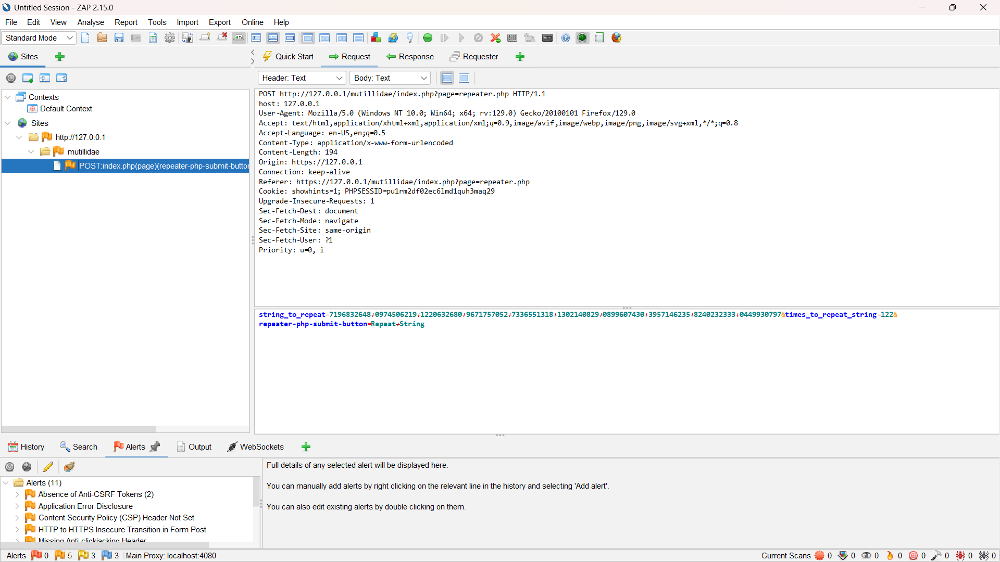 Untitled Session - ZAP 2.15.0
File Edit View Analyse Report Tools Import Export Online Help
Standard Mode
Sites
Quick Start Request Response Requester
Header: Text Body: Text
Contexts
Default Context
Sites
http://127.0.0.1
mutillidae
POST:index.php(page)(repeater-php-submit-button
POST http://127.0.0.1/mutillidae/index.php?page=repeater.php HTTP/1.1
host: 127.0.0.1
User-Agent: Mozilla/5.0 (Windows NT 10.0; Win64; x64; rv:129.0) Gecko/20100101 Firefox/129.0
Accept: text/html,application/xhtml+xml,application/xml;q=0.9,image/avif,image/webp,image/png,image/svg+xml,*/*;q=0.8
Accept-Language: en-US,en;q=0.5
Content-Type: application/x-www-form-urlencoded
Content-Length: 194
Origin: https://127.0.0.1
Connection: keep-alive
Referer: https://127.0.0.1/mutillidae/index.php?page=repeater.php
Cookie: showhints=1; PHPSESSID=pu1rm2df02ec6lmd1quh3maq29
Upgrade-Insecure-Requests: 1
Sec-Fetch-Dest: document
Sec-Fetch-Mode: navigate
Sec-Fetch-Site: same-origin
Sec-Fetch-User: ?1
Priority: u=0, i
string_to_repeat=7196832648+0974506219+1220632680+9671757052+7336551318+1302140829+0899607430+3957146235+8240232333+0449930797&times_to_repeat_string=122&
repeater-php-submit-button=Repeat+String
History Search Alerts Output WebSockets
Alerts (11)
Absence of Anti-CSRF Tokens (2)
Application Error Disclosure
Content Security Policy (CSP) Header Not Set
HTTP to HTTPS Insecure Transition in Form Post
Missing Anti-clickjacking Header
Full details of any selected alert will be displayed here.
You can manually add alerts by right clicking on the relevant line in the history and selecting 'Add alert'.
You can also edit existing alerts by double clicking on them.
Alerts 0 5 3 3 Main Proxy: localhost:4080
Current Scans 0 0 0 0 0 0 0 0